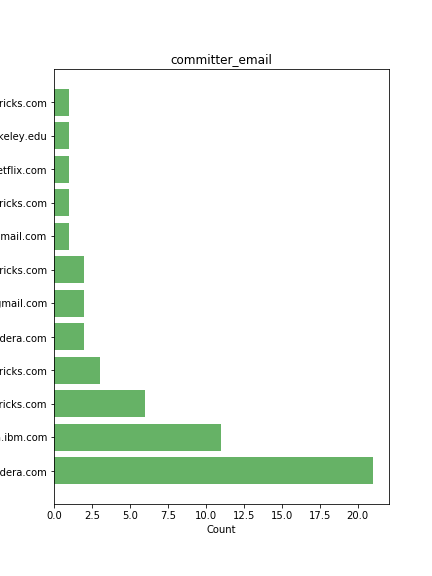 committer_email
ricks.com
keley.edu
etflix.com
ricks.com
mail.com
ricks.com
gmail.com
dera.com
ricks.com
ricks.com
.ibm.com
dera.com
0.0 2.5 5.0 7.5 10.0 12.5 15.0 17.5 20.0
Count